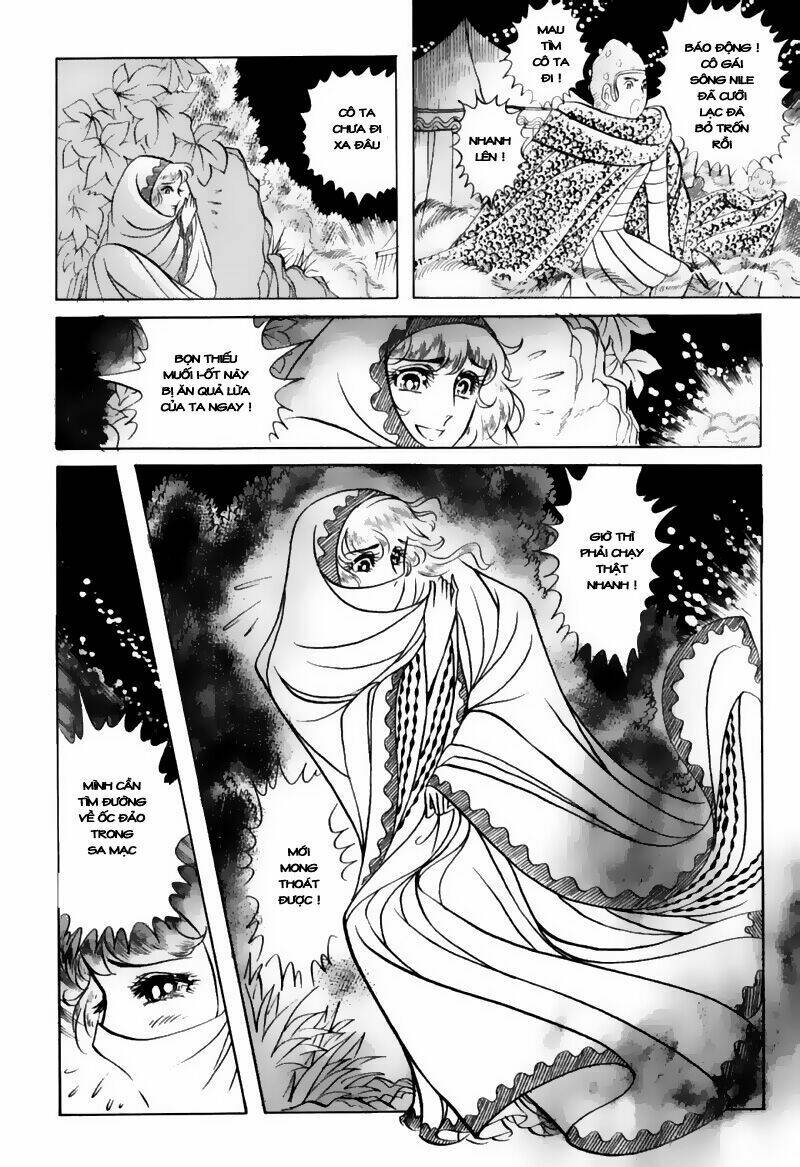 BÁO ĐỘNG !
CÔ GÁI
SÔNG NILE
ĐÃ CƯỠI
LẠC ĐÀ
BỎ TRỐN
RỒI
MAU
TÌM
CÔ TA
ĐI !
NHANH
LÊN !
CÔ TA
CHƯA ĐI
XA ĐÂU
BỌN THIẾU
MUỐI I-ỐT NÀY
BỊ ĂN QUẢ LỪA
CỦA TA NGAY !
GIỜ THÌ
PHẢI CHẠY
THẬT
NHANH !
MỚI
MONG
THOÁT
ĐƯỢC !
MÌNH CẦN
TÌM ĐƯỜNG
VỀ ỐC ĐẢO
TRONG
SA MẠC